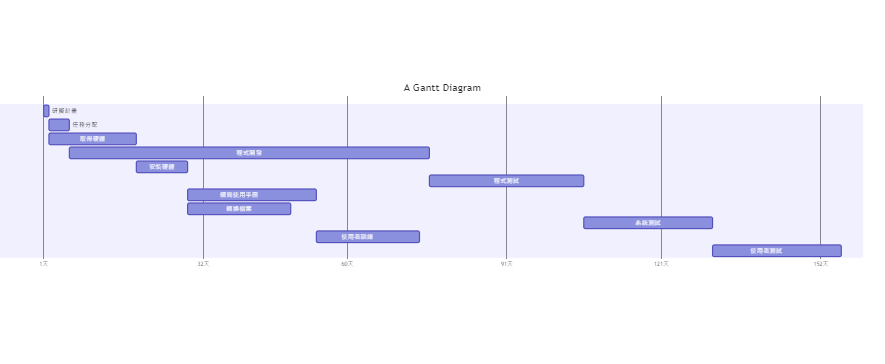 A Gantt Diagram
研擬計畫
任務分配
取得硬體
程式開發
安裝硬體
程式測試
撰寫使用手冊
轉換檔案
系統測試
使用者訓練
使用者測試
1天 32天 60天 91天 121天 152天